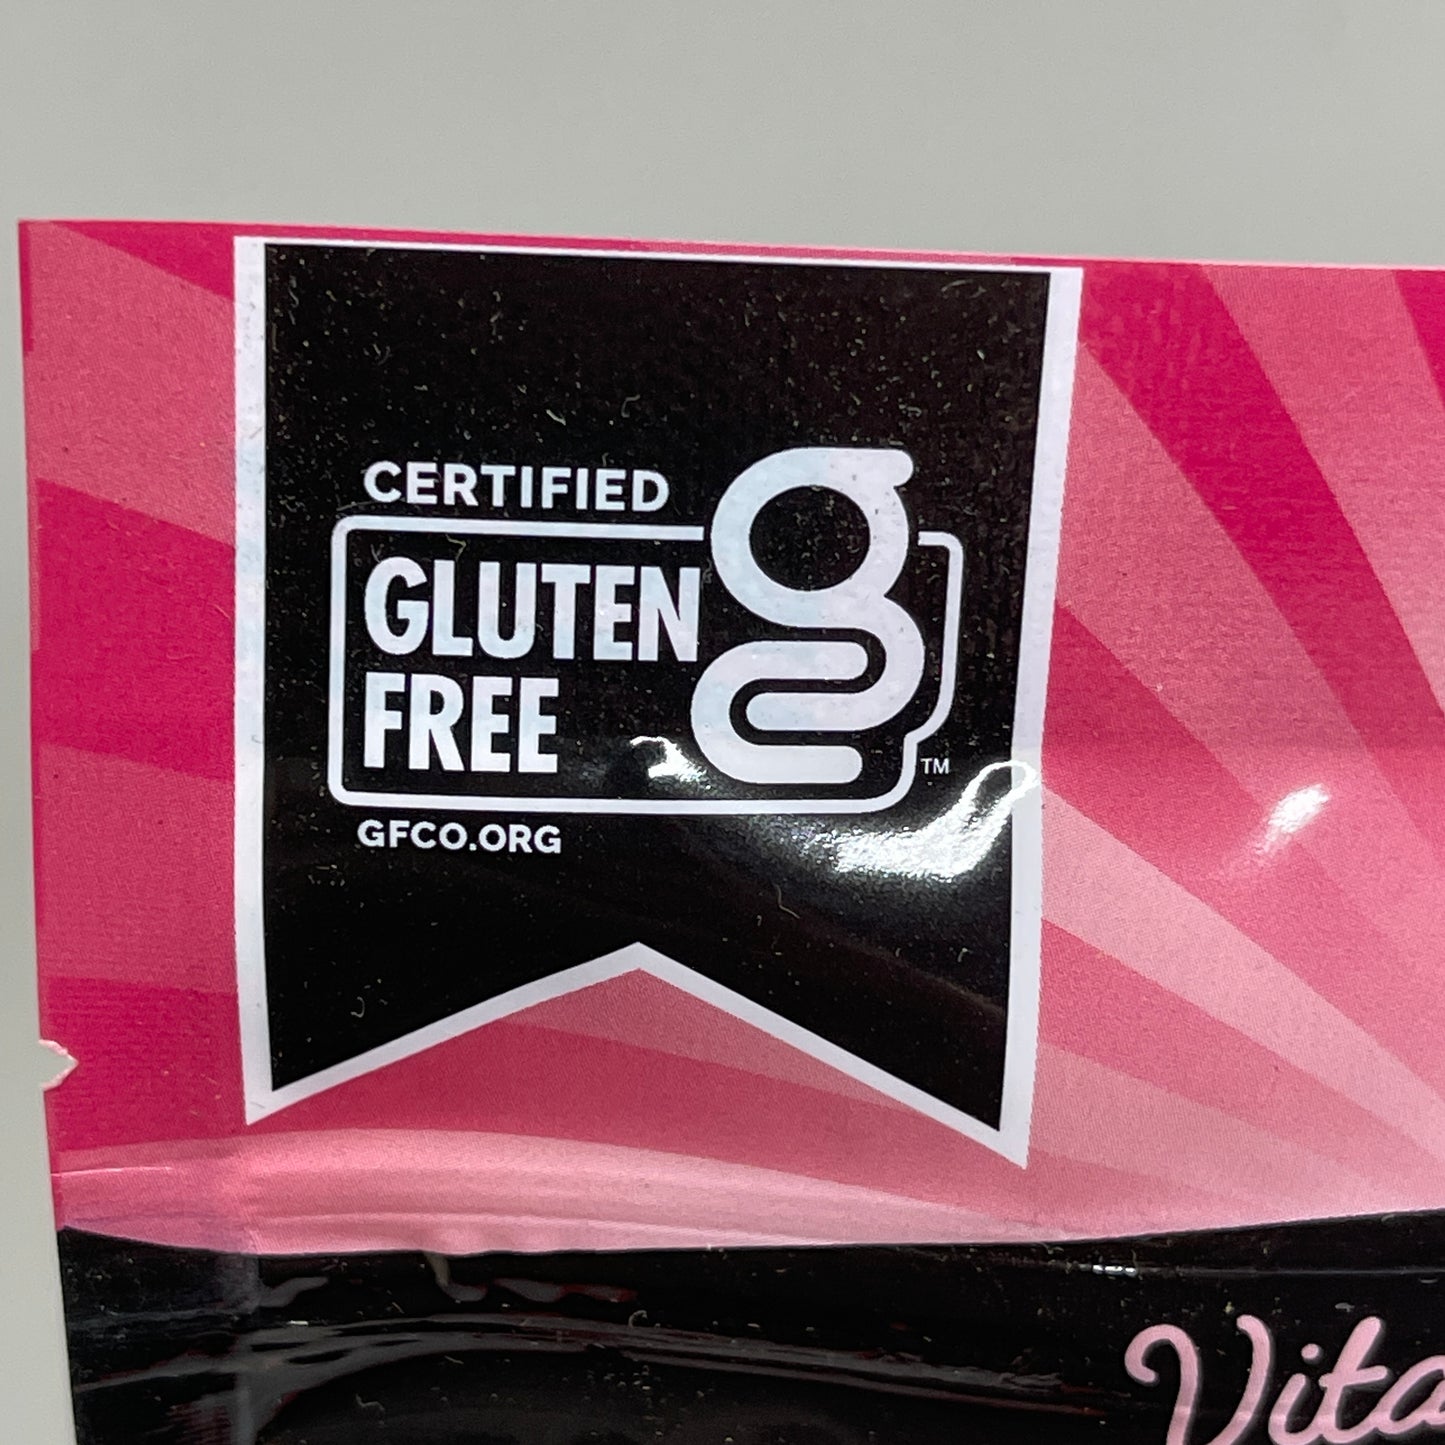 CERTIFIED
GLUTEN
FREE
g
TM
GFCO.ORG